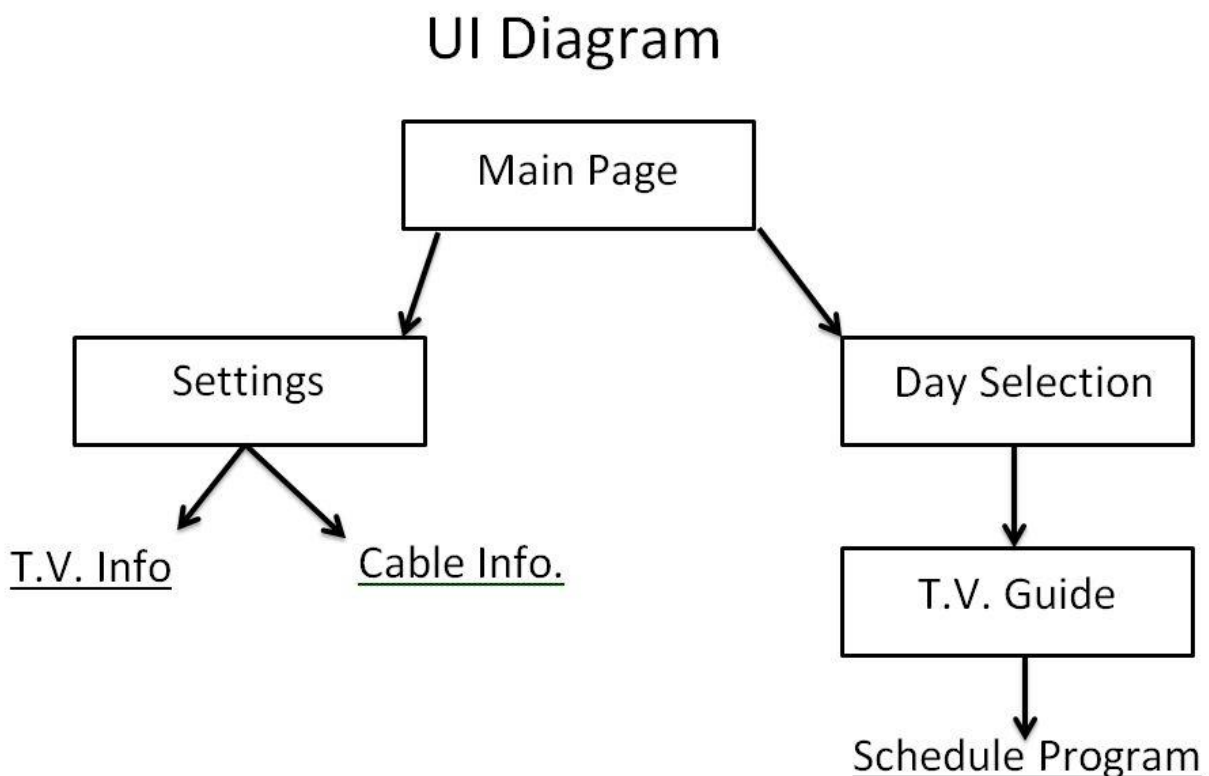 UI Diagram
Main Page
Settings
Day Selection
T.V. Info
Cable Info.
T.V. Guide
Schedule Program